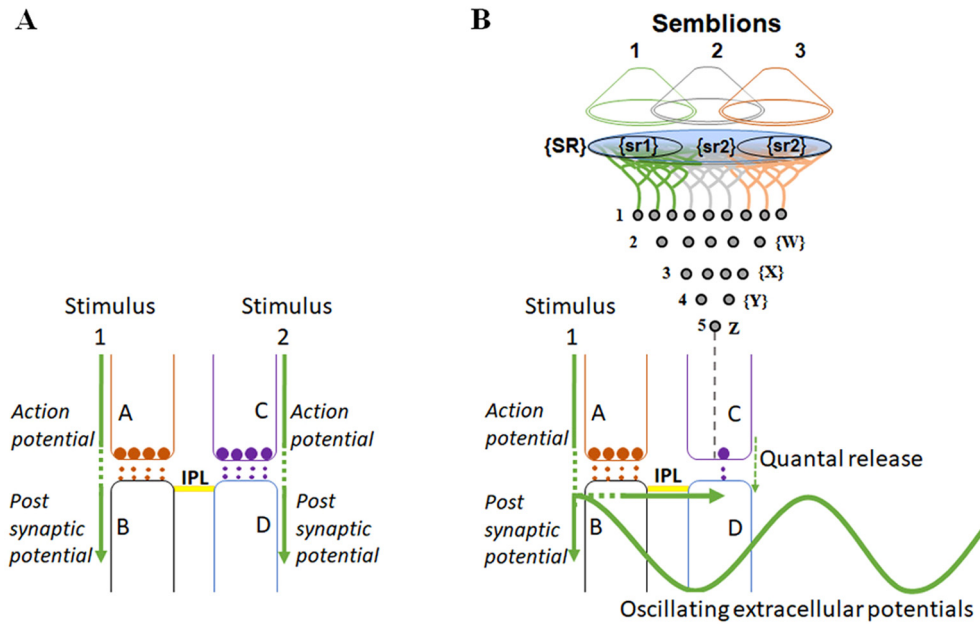 A
Stimulus Stimulus
1 2
Action
potential
A
C
Action
potential
IPL
Post
synaptic
potential
B
D
Post
synaptic
potential
B
Semblions
1 2 3
{SR} {sr1} {sr2} {sr2}
1
2 {W}
3 {X}
4 {Y}
5 Z
Stimulus
1
Action
potential
A
C
Quantal release
IPL
Post
synaptic
potential
B
D
Oscillating extracellular potentials